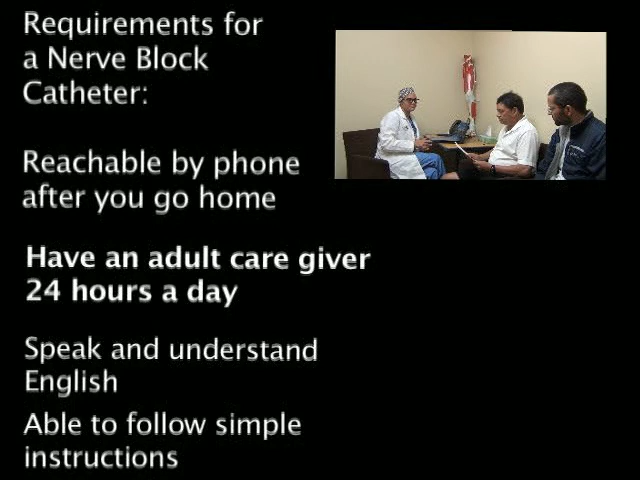 Requirements for
a Nerve Block
Catheter:
Reachable by phone
after you go home
Have an adult care giver
24 hours a day
Speak and understand
English
Able to follow simple
instructions